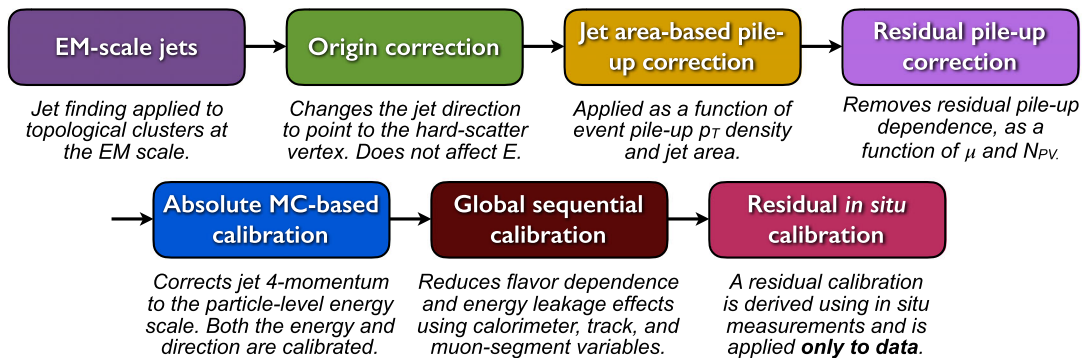 EM-scale jets
Origin correction
Jet area-based pile-
up correction
Residual pile-up
correction
Jet finding applied to
topological clusters at
the EM scale.
Changes the jet direction
to point to the hard-scatter
vertex. Does not affect E.
Applied as a function of
event pile-up pT density
and jet area.
Removes residual pile-up
dependence, as a
function of μ and NPV.
Absolute MC-based
calibration
Global sequential
calibration
Residual in situ
calibration
Corrects jet 4-momentum
to the particle-level energy
scale. Both the energy and
direction are calibrated.
Reduces flavor dependence
and energy leakage effects
using calorimeter, track, and
muon-segment variables.
A residual calibration
is derived using in situ
measurements and is
applied only to data.